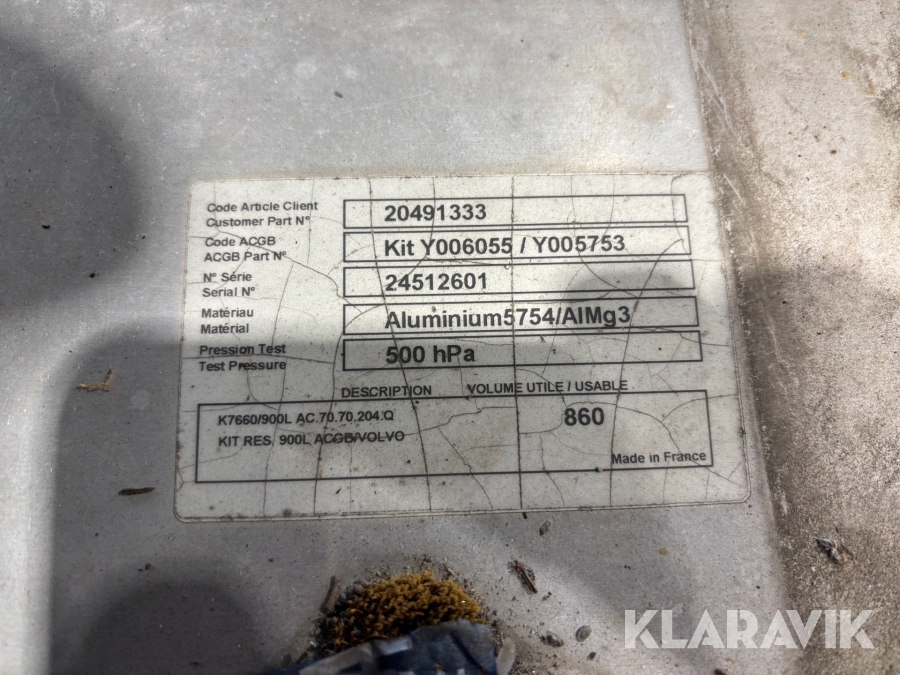 Code Article Client
Customer Part N°
20491333
Code ACGB
ACGB Part N°
Kit Y006055 / Y005753
N° Série
Serial N°
24512601
Matériau
Matérial
Aluminium5754/AlMg3
Pression Test
Test Pressure
500 hPa
DESCRIPTION VOLUME UTILE / USABLE
K7660/900L AC.70.70.204.Q
860
KIT RES. 900L ACGB/VOLVO
Made in France
KLARAVIK